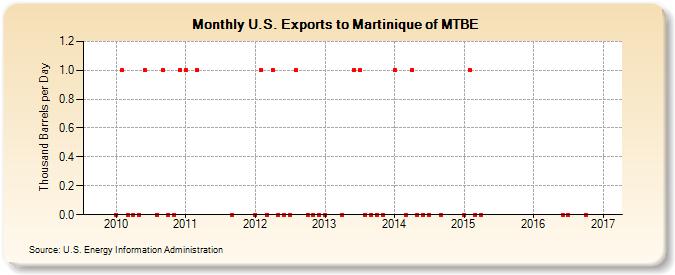 Monthly U.S. Exports to Martinique of MTBE
Thousand Barrels per Day
1.2
1.0
0.8
0.6
0.4
0.2
0.0
2010 2011 2012 2013 2014 2015 2016 2017
Source: U.S. Energy Information Administration